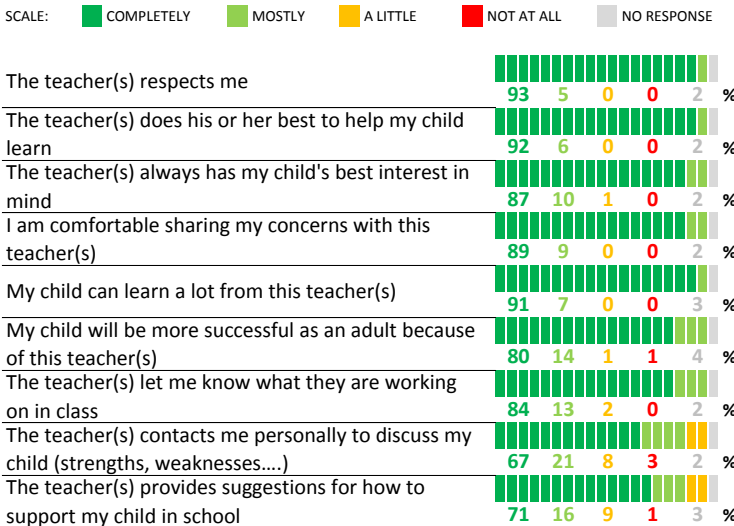 SCALE: COMPLETELY MOSTLY A LITTLE NOT AT ALL NO RESPONSE
The teacher(s) respects me
93 5 0 0 2 %
The teacher(s) does his or her best to help my child
learn
92 6 0 0 2 %
The teacher(s) always has my child's best interest in
mind
87 10 1 0 2 %
I am comfortable sharing my concerns with this
teacher(s)
89 9 0 0 2 %
My child can learn a lot from this teacher(s)
91 7 0 0 3 %
My child will be more successful as an adult because
of this teacher(s)
80 14 1 1 4 %
The teacher(s) let me know what they are working
on in class
84 13 2 0 2 %
The teacher(s) contacts me personally to discuss my
child (strengths, weaknesses....)
67 21 8 3 2 %
The teacher(s) provides suggestions for how to
support my child in school
71 16 9 1 3 %